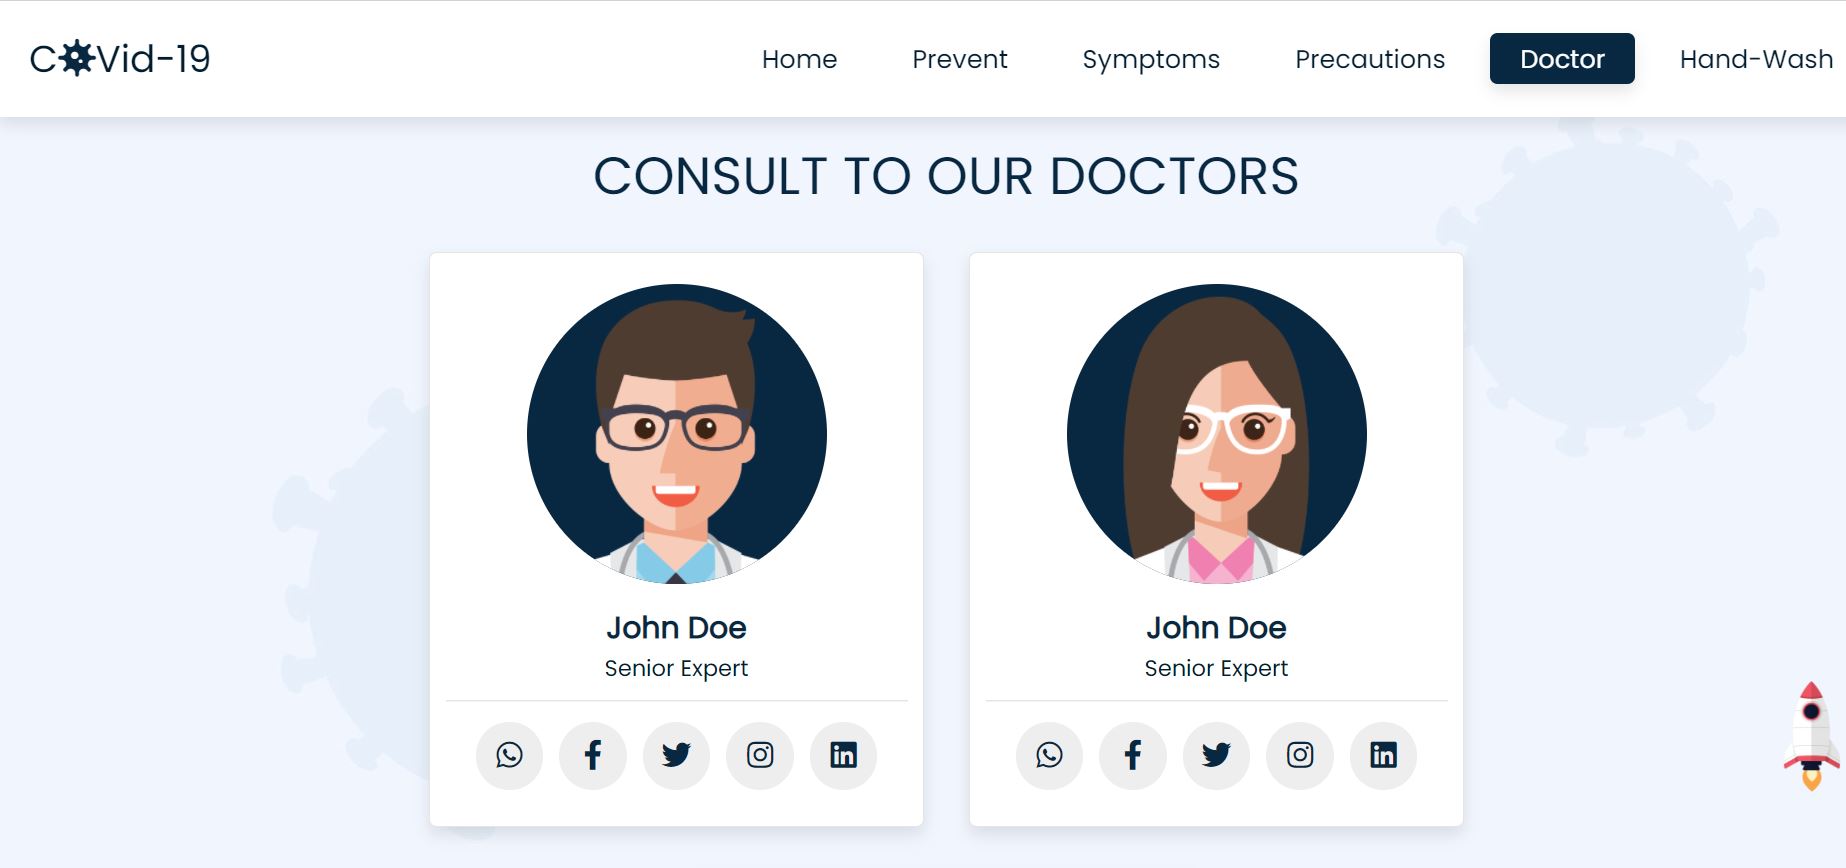 CoVid-19
Home Prevent Symptoms Precautions Doctor Hand-Wash
CONSULT TO OUR DOCTORS
John Doe
Senior Expert
John Doe
Senior Expert